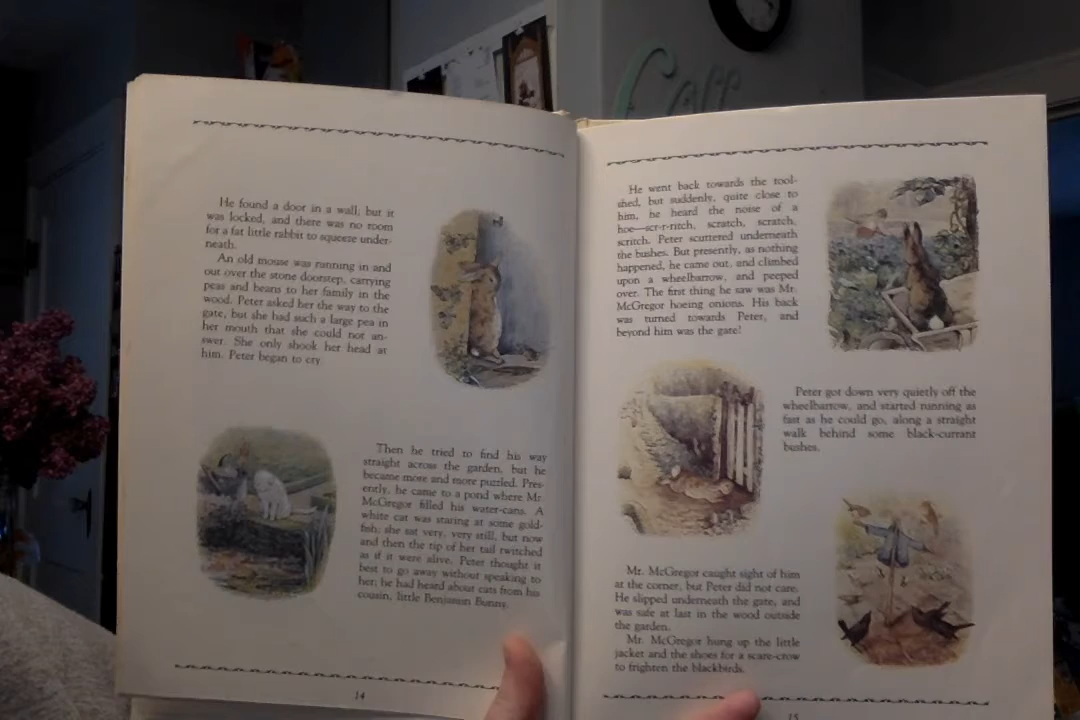 He found a door in a wall, but it
was locked, and there was no room
for a fat little rabbit to squeeze under-
neath.
An old mouse was running in and
out over the stone doorstep, carrying
peas and beans to her family in the
wood. Peter asked her the way to the
gate, but she had such a large pea in
her mouth that she could not an-
swer. She only shook her head at
him. Peter began to cry.
Then he tried to find his way
straight across the garden, but he
became more and more puzzled. Pres-
ently, he came to a pond where Mr.
McGregor filled his water-cans. A
white cat was staring at some gold-
fish; she sat very, very still, but now
and then the tip of her tail twitched
as if it were alive. Peter thought it
best to go away without speaking to
her; he had heard about cats from his
cousin, little Benjamin Bunny.
14
He went back towards the tool-
shed, but suddenly, quite close to
him, he heard the noise of a
hoe—scr-r-ritch, scratch, scratch,
scritch. Peter scuttered underneath
the bushes. But presently, as nothing
happened, he came out, and climbed
upon a wheelbarrow, and peeped
over. The first thing he saw was Mr.
McGregor hoeing onions. His back
was turned towards Peter, and
beyond him was the gate!
Peter got down very quietly off the
wheelbarrow, and started running as
fast as he could go, along a straight
walk behind some black-currant
bushes.
Mr. McGregor caught sight of him
at the corner, but Peter did not care.
He slipped underneath the gate, and
was safe at last in the wood outside
the garden.
Mr. McGregor hung up the little
jacket and the shoes for a scare-crow
to frighten the blackbirds.
15